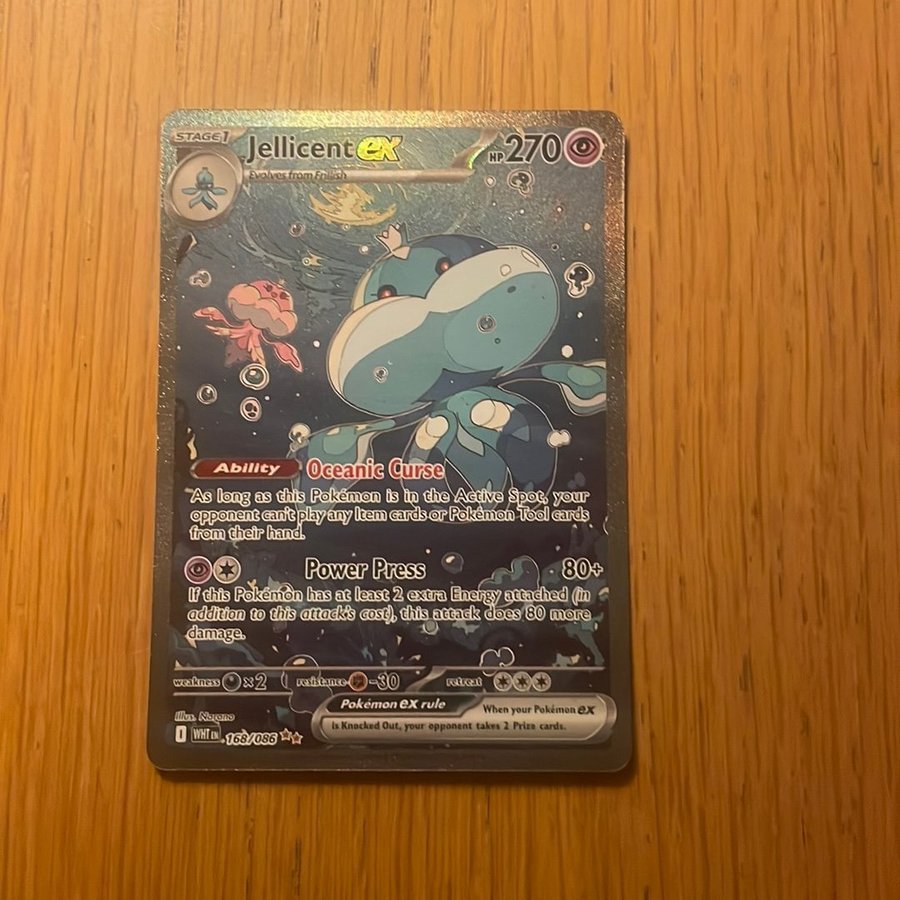 STAGE1 Jellicent ex HP 270
Evolves from Frillish
Ability Oceanic Curse
As long as this Pokémon is in the Active Spot, your
opponent can't play any Item cards or Pokémon Tool cards
from their hand.
Power Press 80+
If this Pokémon has at least 2 extra Energy attached (in
addition to this attack's cost), this attack does 80 more
damage.
weakness ×2 resistance -30 retreat
Pokémon ex rule When your Pokémon ex
is Knocked Out, your opponent takes 2 Prize cards.
Illus. Narano
I WHT EN 168/086